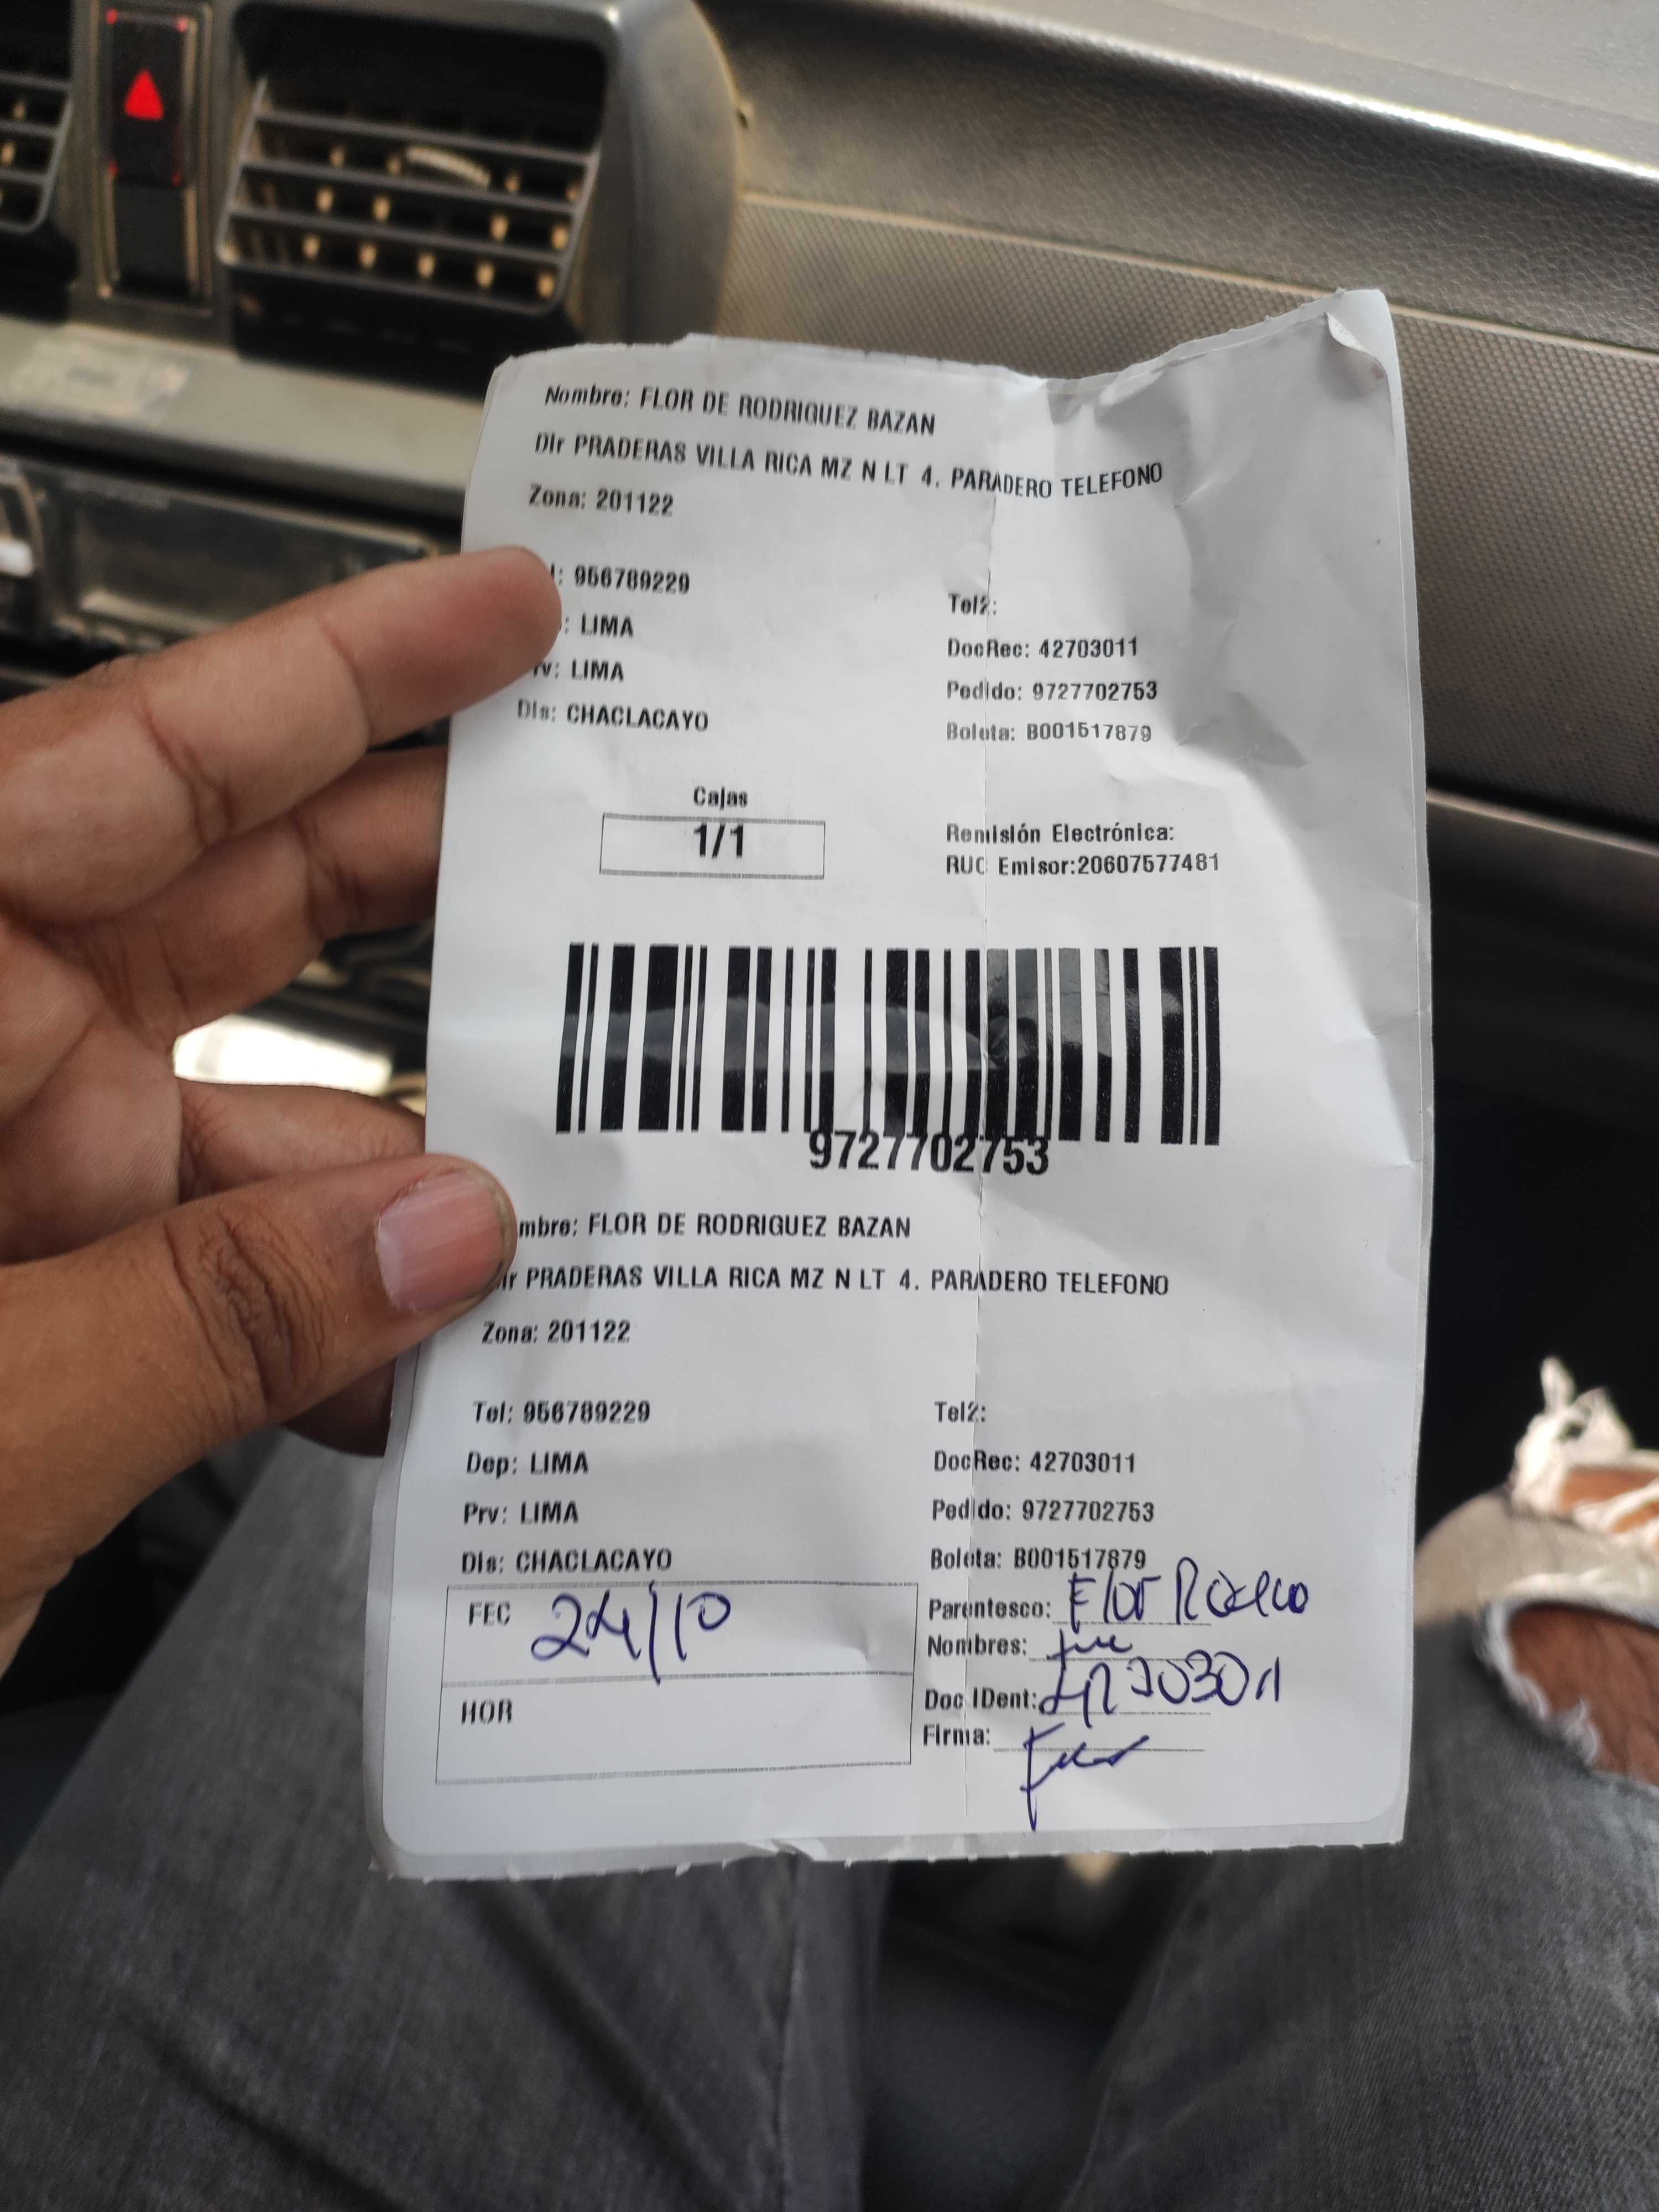 Nombre: FLOR DE RODRIGUEZ BAZAN
Dir PRADERAS VILLA RICA MZ N LT 4. PARADERO TELEFONO
Zona: 201122
l: 956789229
Tel2:
: LIMA
DocRec: 42703011
rv: LIMA
Pedido: 9727702753
Dis: CHACLACAYO
Boleta: B001517879
Cajas
1/1
Remisión Electrónica:
RUC Emisor:20607577481
9727702753
mbre: FLOR DE RODRIGUEZ BAZAN
ir PRADERAS VILLA RICA MZ N LT 4. PARADERO TELEFONO
Zona: 201122
Tel: 956789229
Tel2:
Dep: LIMA
DocRec: 42703011
Prv: LIMA
Pedido: 9727702753
Dis: CHACLACAYO
Boleta: B001517879
FEC 24/10
Parentesco: Flor
Nombres:
HOR
Doc IDent: 42703011
Firma: